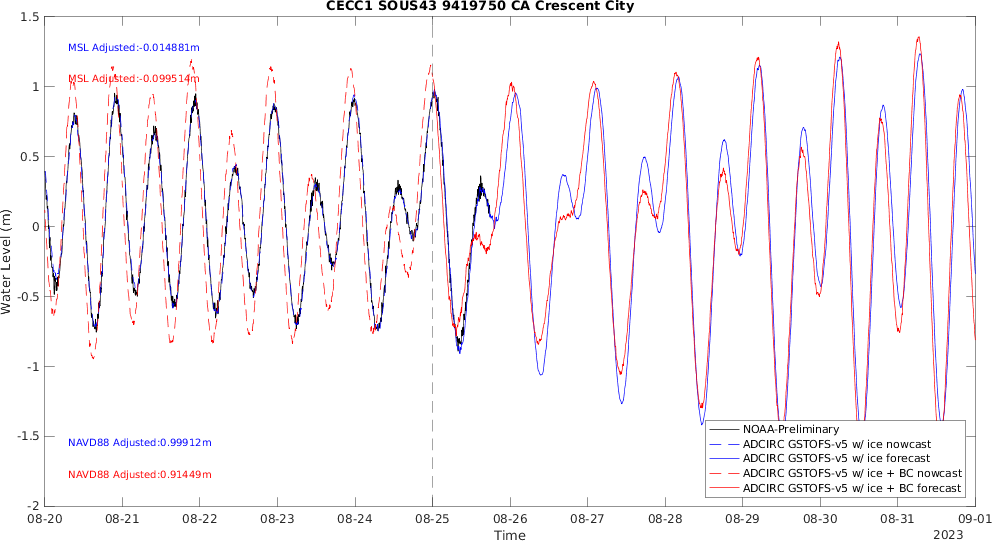 CECC1 SOUS43 9419750 CA Crescent City
1.5
1
0.5
0
-0.5
-1
-1.5
-2
Water Level (m)
MSL Adjusted:-0.014881m
MSL Adjusted:-0.099514m
NAVD88 Adjusted:0.99912m
NAVD88 Adjusted:0.91449m
NOAA-Preliminary
ADCIRC GSTOFS-v5 w/ ice nowcast
ADCIRC GSTOFS-v5 w/ ice forecast
ADCIRC GSTOFS-v5 w/ ice + BC nowcast
ADCIRC GSTOFS-v5 w/ ice + BC forecast
08-20 08-21 08-22 08-23 08-24 08-25 08-26 08-27 08-28 08-29 08-30 08-31 09-01
Time
2023